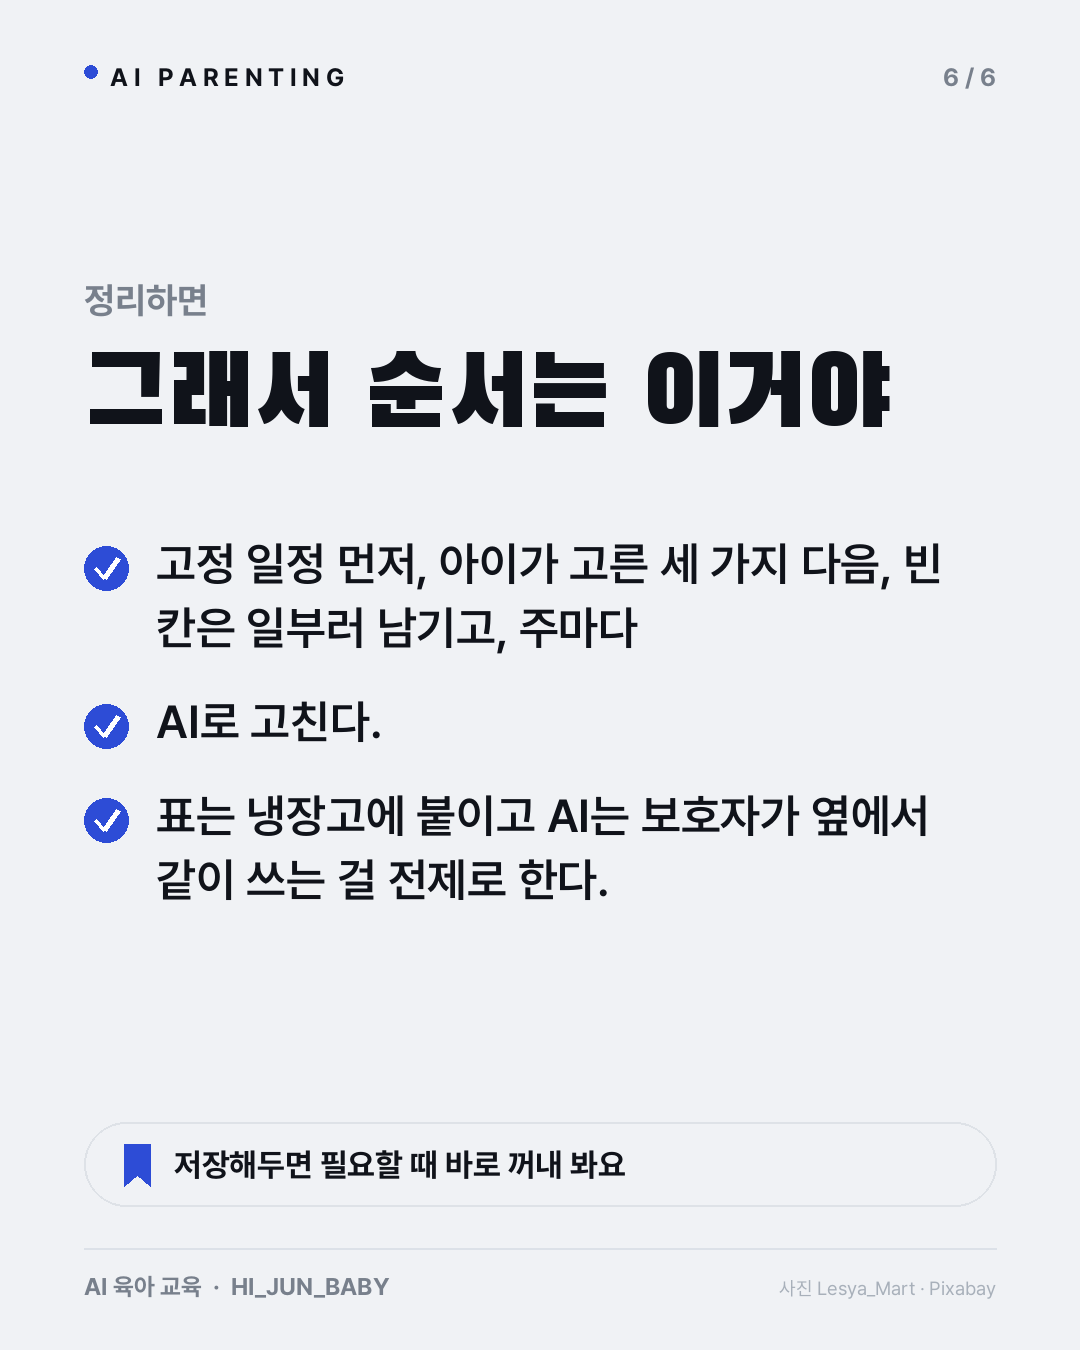 AI PARENTING
6 / 6
정리하면
그래서 순서는 이거야
고정 일정 먼저, 아이가 고른 세 가지 다음, 빈
칸은 일부러 남기고, 주마다
AI로 고친다.
표는 냉장고에 붙이고 AI는 보호자가 옆에서
같이 쓰는 걸 전제로 한다.
저장해두면 필요할 때 바로 꺼내 봐요
AI 육아 교육 · HI_JUN_BABY
사진 Lesya_Mart · Pixabay